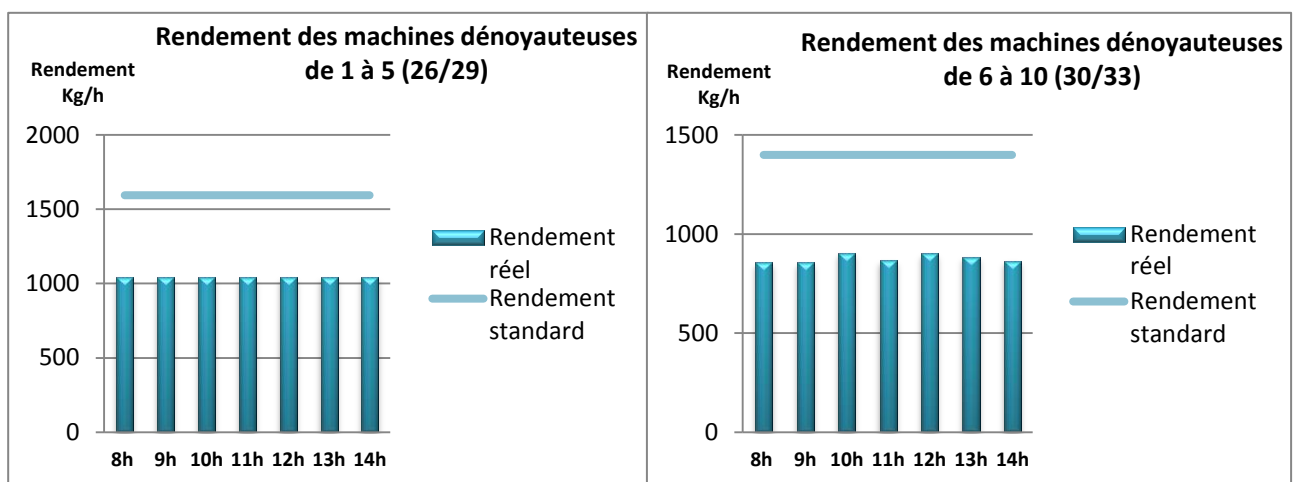 Rendement des machines dénoyauteuses
de 1 à 5 (26/29)
Rendement
Kg/h
2000
1500
1000
500
0
8h 9h 10h 11h 12h 13h 14h
Rendement
réel
Rendement
standard
Rendement des machines dénoyauteuses
de 6 à 10 (30/33)
Rendement
Kg/h
1500
1000
500
0
8h 9h 10h 11h 12h 13h 14h
Rendement
réel
Rendement
standard